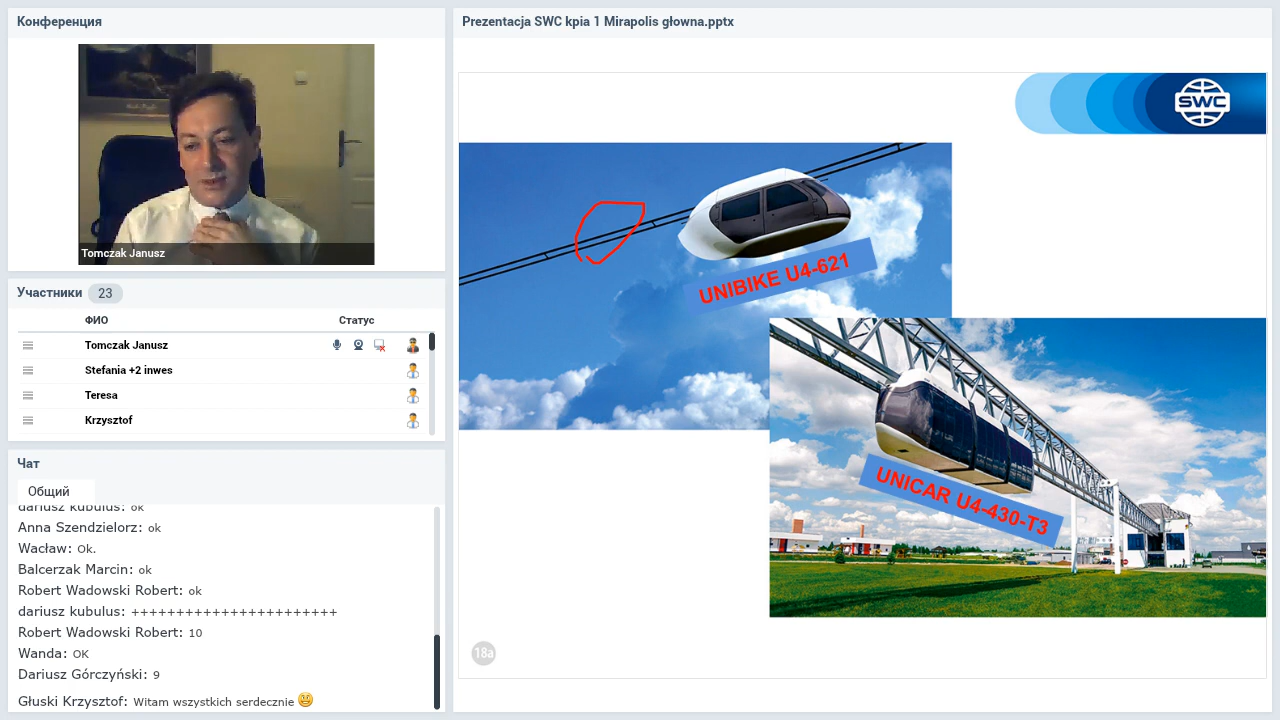 Конференция
Tomczak Janusz
Участники 23
ФИО Статус
Tomczak Janusz
Stefania +2 inwes
Teresa
Krzysztof
Чат
Общий
dariusz kubulus: ok
Anna Szendzielorz: ok
Wacław: Ok.
Balcerzak Marcin: ok
Robert Wadowski Robert: ok
dariusz kubulus: +++++++++++++++++++++++
Robert Wadowski Robert: 10
Wanda: OK
Dariusz Górczyński: 9
Głuski Krzysztof: Witam wszystkich serdecznie
Prezentacja SWC kpia 1 Mirapolis głowna.pptx
SWC
UNIBIKE U4-621
UNICAR U4-430-T3
18a